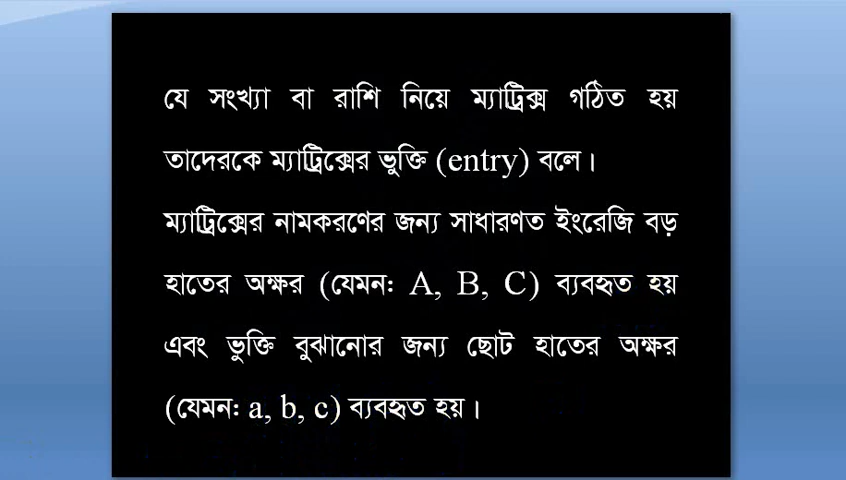 যে সংখ্যা বা রাশি নিয়ে ম্যাট্রিক্স গঠিত হয়
তাদেরকে ম্যাট্রিক্সের ভুক্তি (entry) বলে।
ম্যাট্রিক্সের নামকরণের জন্য সাধারণত ইংরেজি বড়
হাতের অক্ষর (যেমন: A, B, C) ব্যবহৃত হয়
এবং ভুক্তি বুঝানোর জন্য ছোট হাতের অক্ষর
(যেমন: a, b, c) ব্যবহৃত হয়।